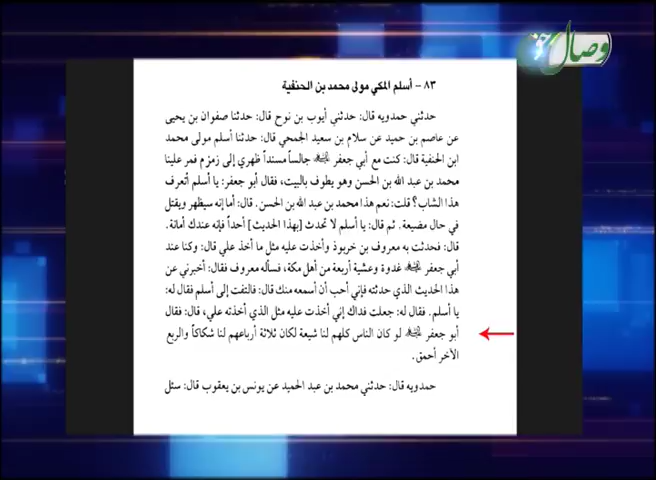 وصال حق
٨٣ - أسلم المكي مولى محمد بن الحنفية
حدثني حمدويه قال: حدثني أيوب بن نوح قال: حدثنا صفوان بن يحيى
عن عاصم بن حميد عن سلام بن سعيد الجمحي قال: حدثنا أسلم مولى محمد
ابن الحنفية قال: كنت مع أبي جعفر جالساً مسنداً ظهري إلى زمزم فمر علينا
محمد بن عبد الله بن الحسن وهو يطوف بالبيت، فقال أبو جعفر: يا أسلم أتعرف
هذا الشاب؟ قلت: نعم هذا محمد بن عبد الله بن الحسن. قال: أما إنه سيظهر ويقتل
في حال مضيعة. ثم قال: يا أسلم لا تحدث [بهذا الحديث] أحداً فإنه عندك أمانة.
قال: فحدثت به معروف بن خربوذ وأخذت عليه مثل ما أخذ علي قال: وكنا عند
أبي جعفر غدوة وعشية أربعة من أهل مكة، فسأله معروف فقال: أخبرني عن
هذا الحديث الذي حدثته فإني أحب أن أسمعه منك قال: فالتفت إلى أسلم فقال له:
يا أسلم. فقال له: جعلت فداك إني أخذت عليه مثل الذي أخذته علي، قال: فقال
أبو جعفر لو كان الناس كلهم لنا شيعة لكان ثلاثة أرباعهم لنا شكاكاً والربع
الآخر أحمق.
حمدويه قال: حدثني محمد بن عبد الحميد عن يونس بن يعقوب قال: سئل